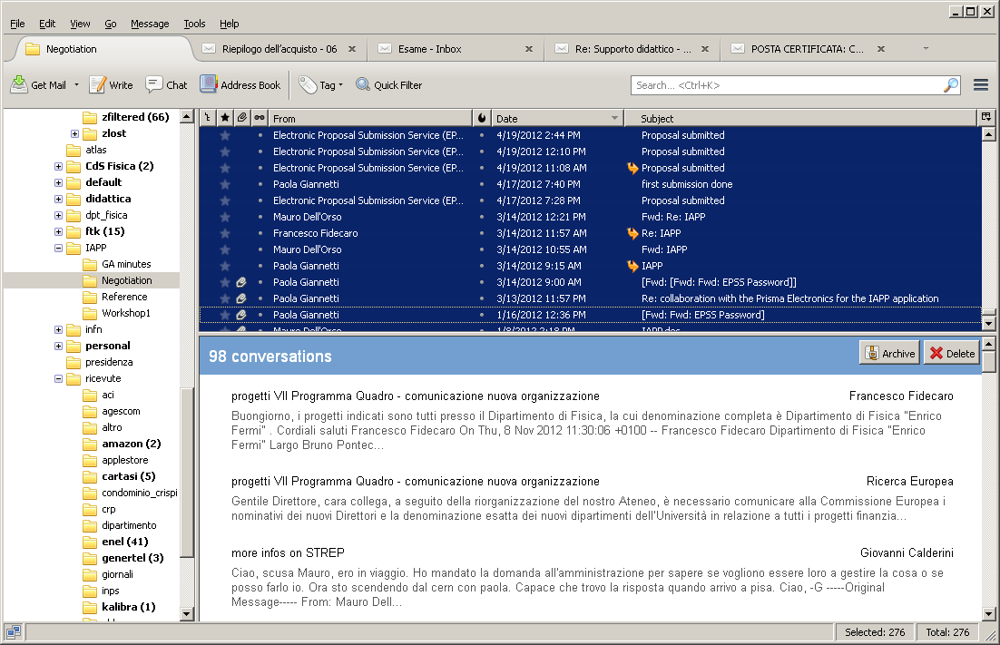 File Edit View Go Message Tools Help
Negotiation
Riepilogo dell'acquisto - 06
Esame - Inbox
Re: Supporto didattico - ...
POSTA CERTIFICATA: C...
Get Mail Write Chat Address Book Tag Quick Filter
Search... <Ctrl+K>
zfiltered (66)
zlost
atlas
CdS Fisica (2)
default
didattica
dpt_fisica
ftk (15)
IAPP
GA minutes
Negotiation
Reference
Workshop1
infn
personal
presidenza
ricevute
aci
agescom
altro
amazon (2)
applestore
cartasi (5)
condominio_crispi
crp
dipartimento
enel (41)
genertel (3)
giornali
inps
kalibra (1)
From Date Subject
Electronic Proposal Submission Service (EP... 4/19/2012 2:44 PM Proposal submitted
Electronic Proposal Submission Service (EP... 4/19/2012 12:10 PM Proposal submitted
Electronic Proposal Submission Service (EP... 4/19/2012 11:08 AM Proposal submitted
Paola Giannetti 4/17/2012 7:40 PM first submission done
Electronic Proposal Submission Service (EP... 4/17/2012 7:28 PM Proposal submitted
Mauro Dell'Orso 3/14/2012 12:21 PM Fwd: Re: IAPP
Francesco Fidecaro 3/14/2012 11:57 AM Re: IAPP
Mauro Dell'Orso 3/14/2012 10:55 AM Fwd: IAPP
Paola Giannetti 3/14/2012 9:15 AM IAPP
Paola Giannetti 3/14/2012 9:00 AM [Fwd: [Fwd: Fwd: EPSS Password]]
Paola Giannetti 3/13/2012 11:57 PM Re: collaboration with the Prisma Electronics for the IAPP application
Paola Giannetti 1/16/2012 12:36 PM [Fwd: Fwd: EPSS Password]
Mauro Dell'Orso 1/8/2012 2:18 PM IAPP doc
98 conversations Archive Delete
progetti VII Programma Quadro - comunicazione nuova organizzazione Francesco Fidecaro
Buongiorno, i progetti indicati sono tutti presso il Dipartimento di Fisica, la cui denominazione completa è Dipartimento di Fisica "Enrico
Fermi" . Cordiali saluti Francesco Fidecaro On Thu, 8 Nov 2012 11:30:06 +0100 -- Francesco Fidecaro Dipartimento di Fisica "Enrico
Fermi" Largo Bruno Pontec...
progetti VII Programma Quadro - comunicazione nuova organizzazione Ricerca Europea
Gentile Direttore, cara collega, a seguito della riorganizzazione del nostro Ateneo, è necessario comunicare alla Commissione Europea i
nominativi dei nuovi Direttori e la denominazione esatta dei nuovi dipartimenti dell'Università in relazione a tutti i progetti finanzia...
more infos on STREP Giovanni Calderini
Ciao, scusa Mauro, ero in viaggio. Ho mandato la domanda all'amministrazione per sapere se vogliono essere loro a gestire la cosa o se
posso farlo io. Ora sto scendendo dal cern con paola. Capace che trovo la risposta quando arrivo a pisa. Ciao, -G -----Original
Message----- From: Mauro Dell...
Selected: 276 Total: 276